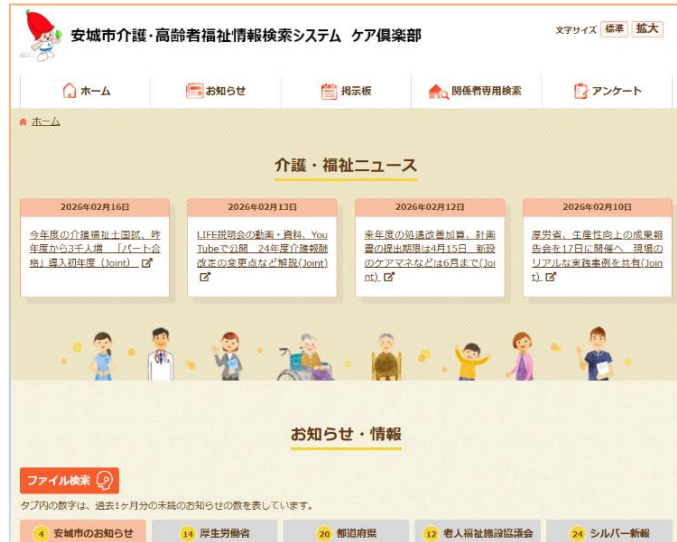 安城市介護・高齢者福祉情報検索システム ケア倶楽部
文字サイズ 標準 拡大
ホーム
お知らせ
掲示板
関係者専用検索
アンケート
ホーム
介護・福祉ニュース
2026年02月16日
今年度の介護福祉士国試、昨
年度から3千人増 「パート合
格」導入初年度（Joint）
2026年02月13日
LIFE説明会の動画・資料、You
Tubeで公開 24年度介護報酬
改定の変更点など解説(Joint)
2026年02月12日
来年度の処遇改善加算、計画
書の提出期限は4月15日 新設
のケアマネなどは6月まで(Joi
nt)
2026年02月10日
厚労省、生産性向上の成果報
告会を17日に開催へ 現場の
リアルな実践事例を共有(Join
t)
お知らせ・情報
ファイル検索
タブ内の数字は、過去1ヶ月分の未読のお知らせの数を表しています。
4 安城市のお知らせ
14 厚生労働省
20 都道府県
12 老人福祉施設協議会
24 シルバー新報